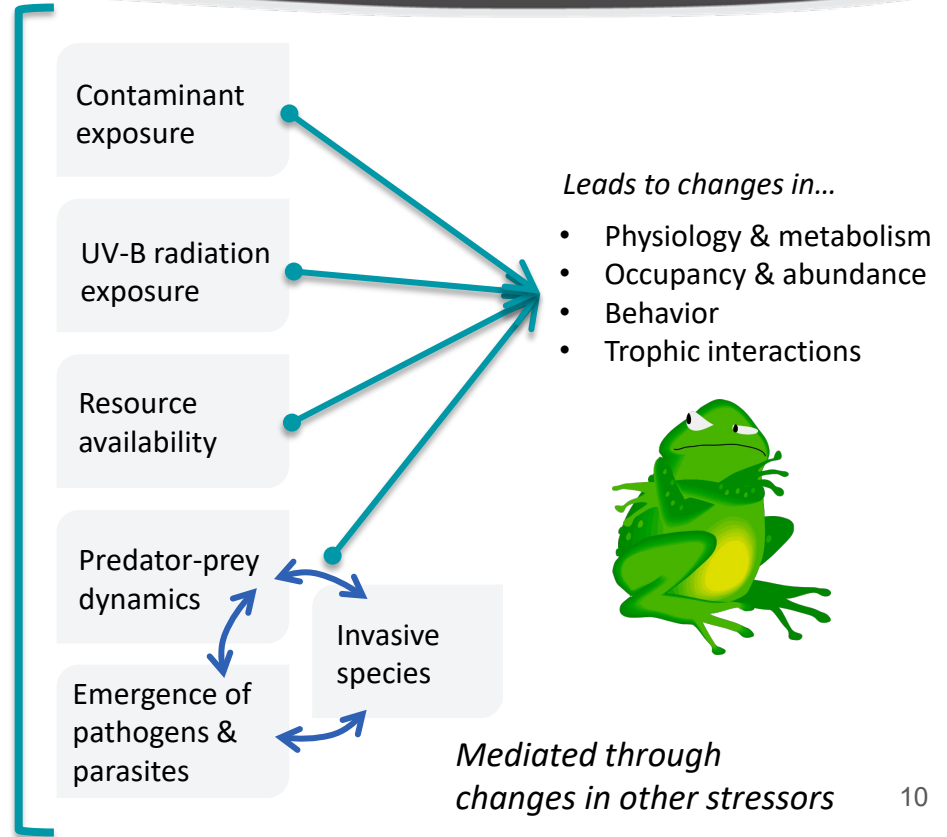 Contaminant
exposure
UV-B radiation
exposure
Resource
availability
Predator-prey
dynamics
Invasive
species
Emergence of
pathogens &
parasites
Leads to changes in...
• Physiology & metabolism
• Occupancy & abundance
• Behavior
• Trophic interactions
Mediated through
changes in other stressors
10